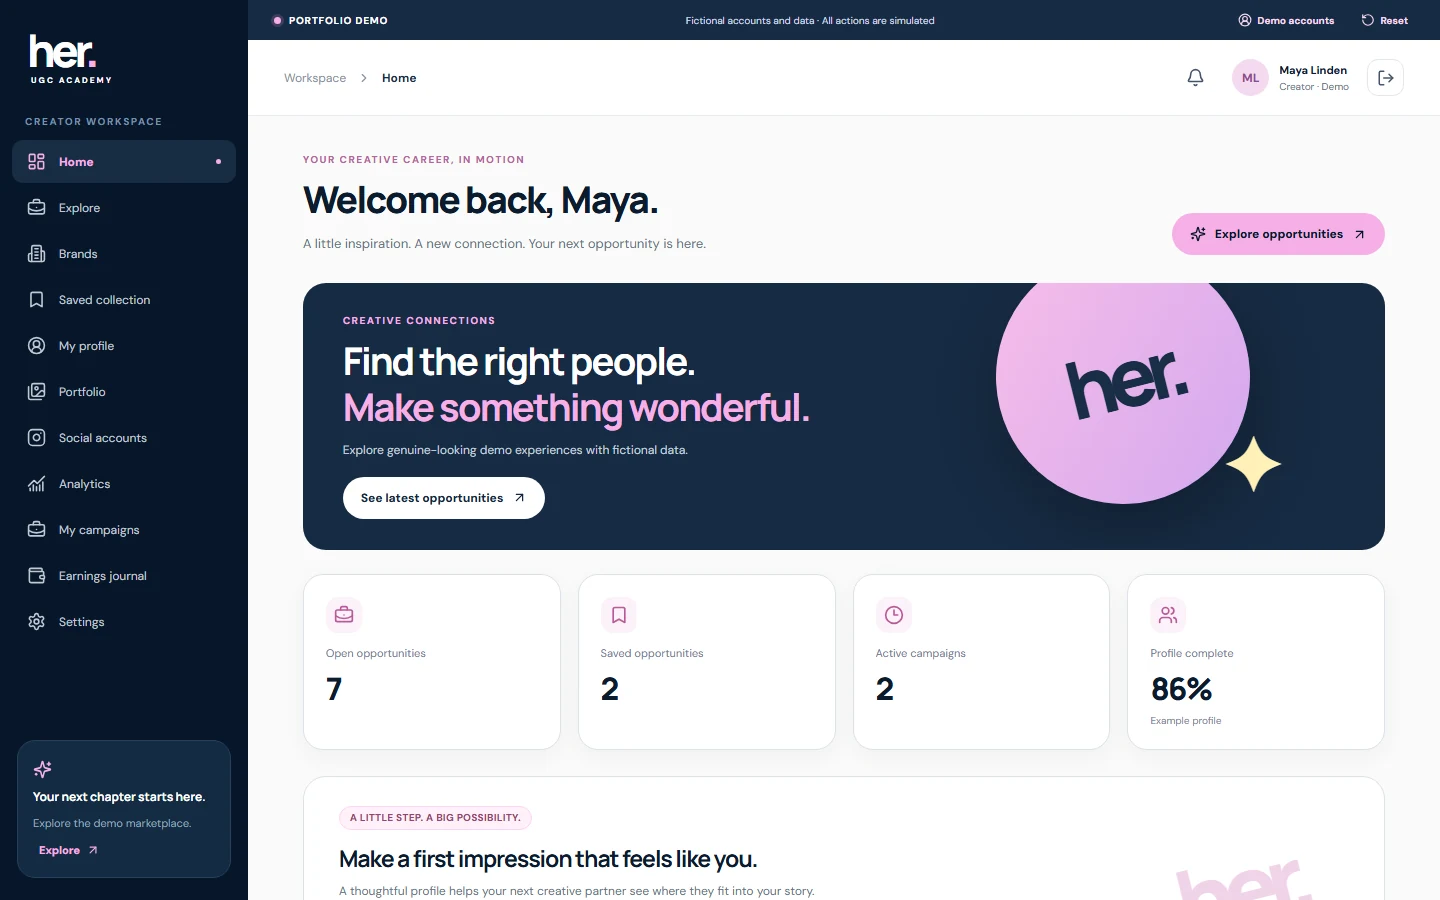 her.
UGC ACADEMY
CREATOR WORKSPACE
Home
Explore
Brands
Saved collection
My profile
Portfolio
Social accounts
Analytics
My campaigns
Earnings journal
Settings
Your next chapter starts here.
Explore the demo marketplace.
Explore
PORTFOLIO DEMO
Fictional accounts and data · All actions are simulated
Demo accounts
Reset
Workspace
Home
ML
Maya Linden
Creator · Demo
YOUR CREATIVE CAREER, IN MOTION
Welcome back, Maya.
A little inspiration. A new connection. Your next opportunity is here.
Explore opportunities
CREATIVE CONNECTIONS
Find the right people.
Make something wonderful.
Explore genuine-looking demo experiences with fictional data.
See latest opportunities
her.
Open opportunities
7
Saved opportunities
2
Active campaigns
2
Profile complete
86%
Example profile
A LITTLE STEP. A BIG POSSIBILITY.
Make a first impression that feels like you.
A thoughtful profile helps your next creative partner see where they fit into your story.
her.